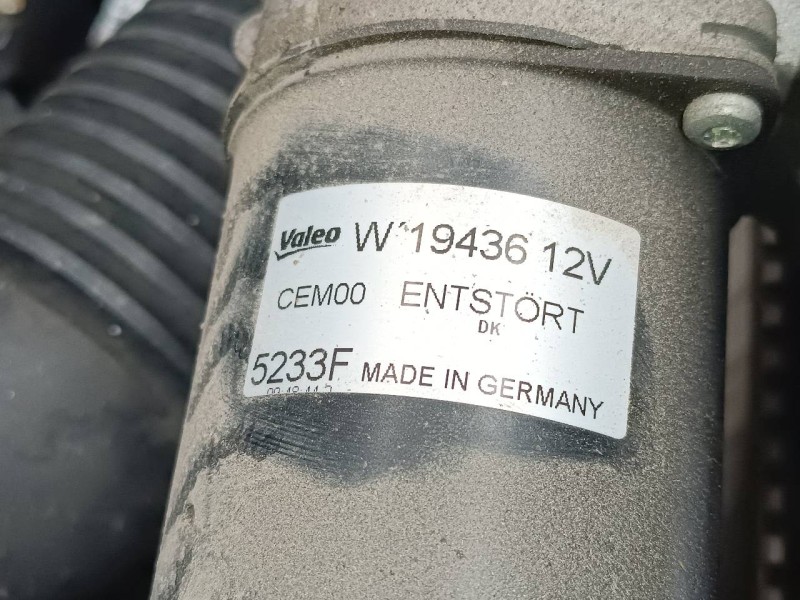 Valeo W 19436 12V
CEM00 ENTSTÖRT
DK
5233F MADE IN GERMANY